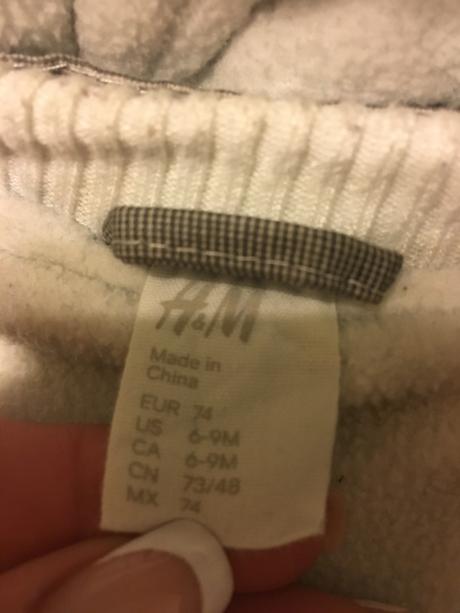 H&M
Made in
China
EUR 74
US 6-9M
CA 6-9M
CN 73/48
MX 74